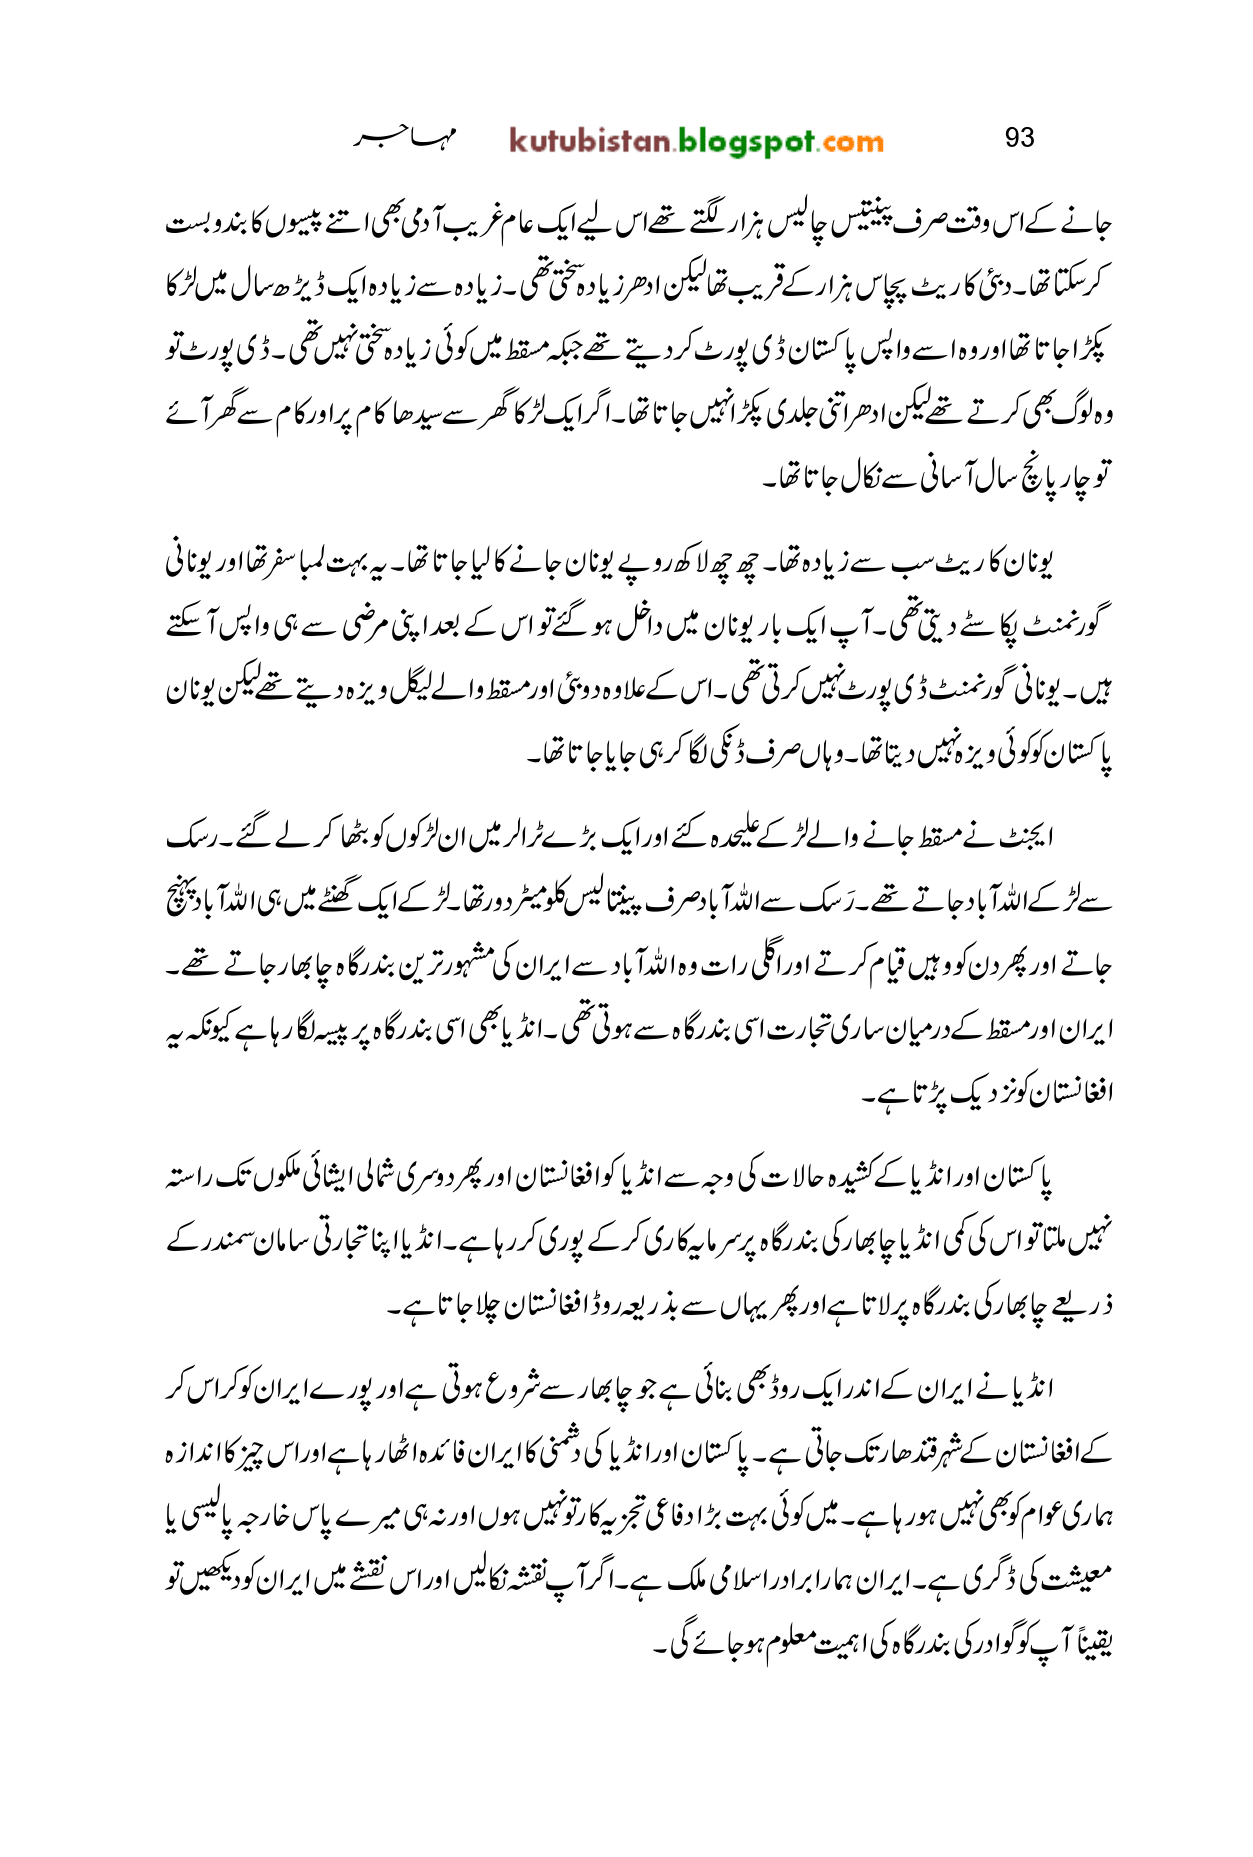 93 kutubistan.blogspot.com مہاجر
جانے کے اس وقت صرف پینتیس چالیس ہزار لگتے تھے اس لیے ایک عام غریب آدمی بھی اتنے پیسوں کا بندوبست
کرسکتا تھا۔ دبئی کا ریٹ پچاس ہزار کے قریب تھا لیکن ادھر زیادہ سختی تھی۔ زیادہ سے زیادہ ایک ڈیڑھ سال میں لڑکا
پکڑا جاتا تھا اور وہ اسے واپس پاکستان ڈی پورٹ کر دیتے تھے جبکہ مسقط میں کوئی زیادہ سختی نہیں تھی۔ ڈی پورٹ تو
وہ لوگ بھی کرتے تھے لیکن ادھر اتنی جلدی پکڑا نہیں جاتا تھا۔ اگر ایک لڑکا گھر سے سیدھا کام پر اور کام سے گھر آئے
تو چار پانچ سال آسانی سے نکال جاتا تھا۔
یونان کا ریٹ سب سے زیادہ تھا۔ چھ چھ لاکھ روپے یونان جانے کا لیا جاتا تھا۔ یہ بہت لمبا سفر تھا اور یونانی
گورنمنٹ پکا سٹے دیتی تھی۔ آپ ایک بار یونان میں داخل ہو گئے تو اس کے بعد اپنی مرضی سے ہی واپس آ سکتے
ہیں۔ یونانی گورنمنٹ ڈی پورٹ نہیں کرتی تھی۔ اس کے علاوہ دوبئی اور مسقط والے لیگل ویزہ دیتے تھے لیکن یونان
پاکستان کو کوئی ویزہ نہیں دیتا تھا۔ وہاں صرف ڈنکی لگا کر ہی جایا جاتا تھا۔
ایجنٹ نے مسقط جانے والے لڑکے علیحدہ کئے اور ایک بڑے ٹرالر میں ان لڑکوں کو بٹھا کر لے گئے۔ رسک
سے لڑکے اللہ آباد جاتے تھے۔ رَسک سے اللہ آباد صرف پینتالیس کلومیٹر دور تھا۔ لڑکے ایک گھنٹے میں ہی اللہ آباد پہنچ
جاتے اور پھر دن کو وہیں قیام کرتے اور اگلی رات وہ اللہ آباد سے ایران کی مشہور ترین بندرگاہ چابھار جاتے تھے۔
ایران اور مسقط کے درمیان ساری تجارت اسی بندرگاہ سے ہوتی تھی۔ انڈیا بھی اسی بندرگاہ پر پیسہ لگا رہا ہے کیونکہ یہ
افغانستان کو نزدیک پڑتا ہے۔
پاکستان اور انڈیا کے کشیدہ حالات کی وجہ سے انڈیا کو افغانستان اور پھر دوسری شمالی ایشائی ملکوں تک راستہ
نہیں ملتا تو اس کی کمی انڈیا چابھار کی بندرگاہ پر سرمایہ کاری کر کے پوری کر رہا ہے۔ انڈیا اپنا تجارتی سامان سمندر کے
ذریعے چابھار کی بندرگاہ پر لاتا ہے اور پھر یہاں سے بذریعہ روڈ افغانستان چلا جاتا ہے۔
انڈیا نے ایران کے اندر ایک روڈ بھی بنائی ہے جو چابھار سے شروع ہوتی ہے اور پورے ایران کو کراس کر
کے افغانستان کے شہر قندھار تک جاتی ہے۔ پاکستان اور انڈیا کی دشمنی کا ایران فائدہ اٹھا رہا ہے اور اس چیز کا اندازہ
ہماری عوام کو بھی نہیں ہو رہا ہے۔ میں کوئی بہت بڑا دفاعی تجزیہ کار تو نہیں ہوں اور نہ ہی میرے پاس خارجہ پالیسی یا
معیشت کی ڈگری ہے۔ ایران ہمارا برادر اسلامی ملک ہے۔ اگر آپ نقشہ نکالیں اور اس نقشے میں ایران کو دیکھیں تو
یقیناً آپ کو گوادر کی بندرگاہ کی اہمیت معلوم ہو جائے گی۔